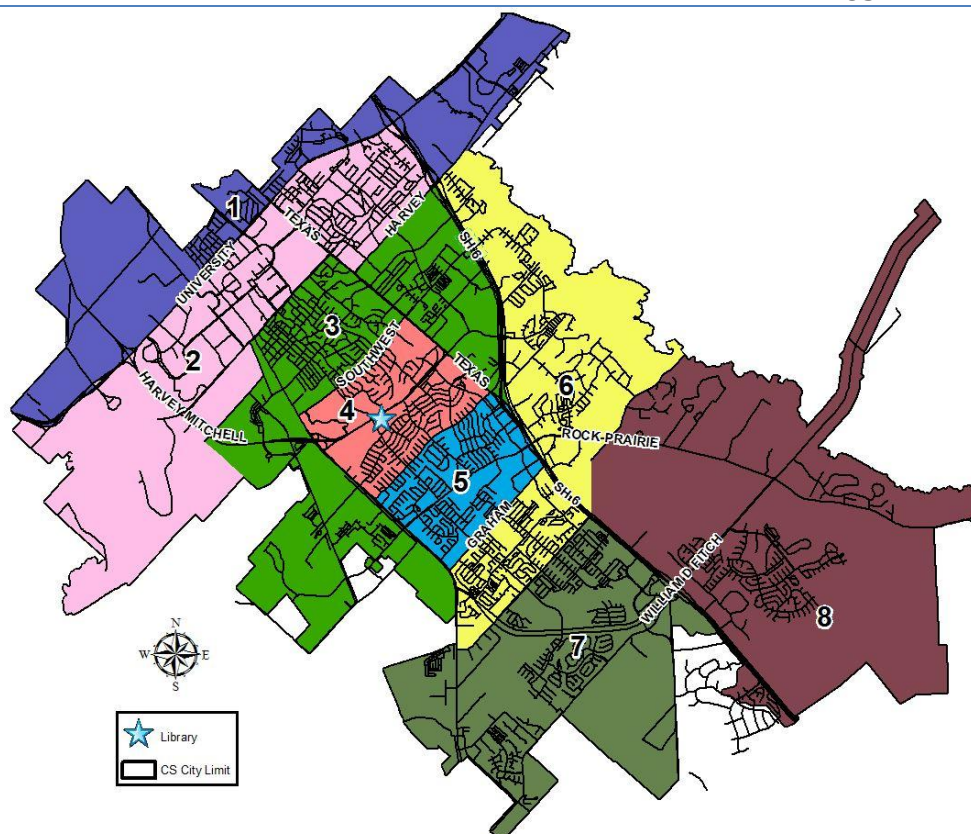 1
TEXAS
HARVEY
SH 6
UNIVERSITY
2
3
SOUTHWEST
TEXAS
HARVEY MITCHELL
4
6
ROCK PRAIRIE
5
SH 6
GRAHAM
WILLIAM D FITCH
8
7
N
W
E
S
Library
CS City Limit